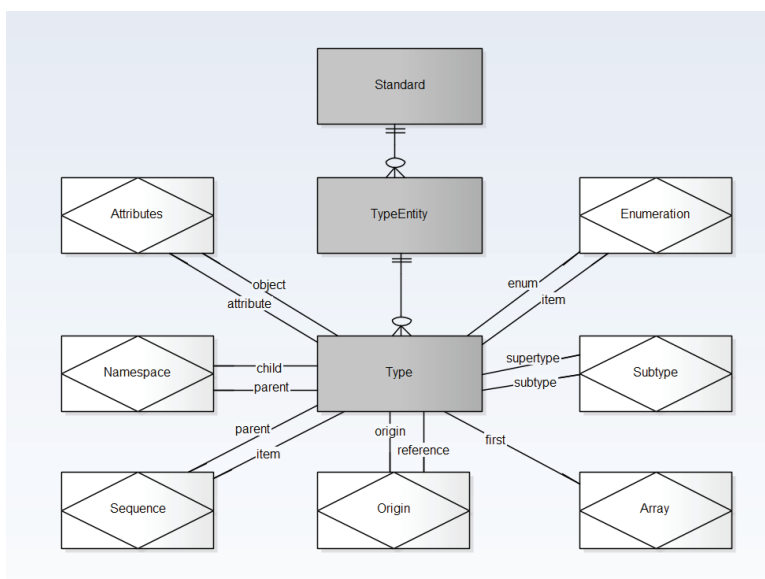 Standard
Attributes
TypeEntity
Enumeration
object
attribute
enum
item
Namespace
child
parent
Type
supertype
subtype
Subtype
parent
item
origin
reference
first
Sequence
Origin
Array